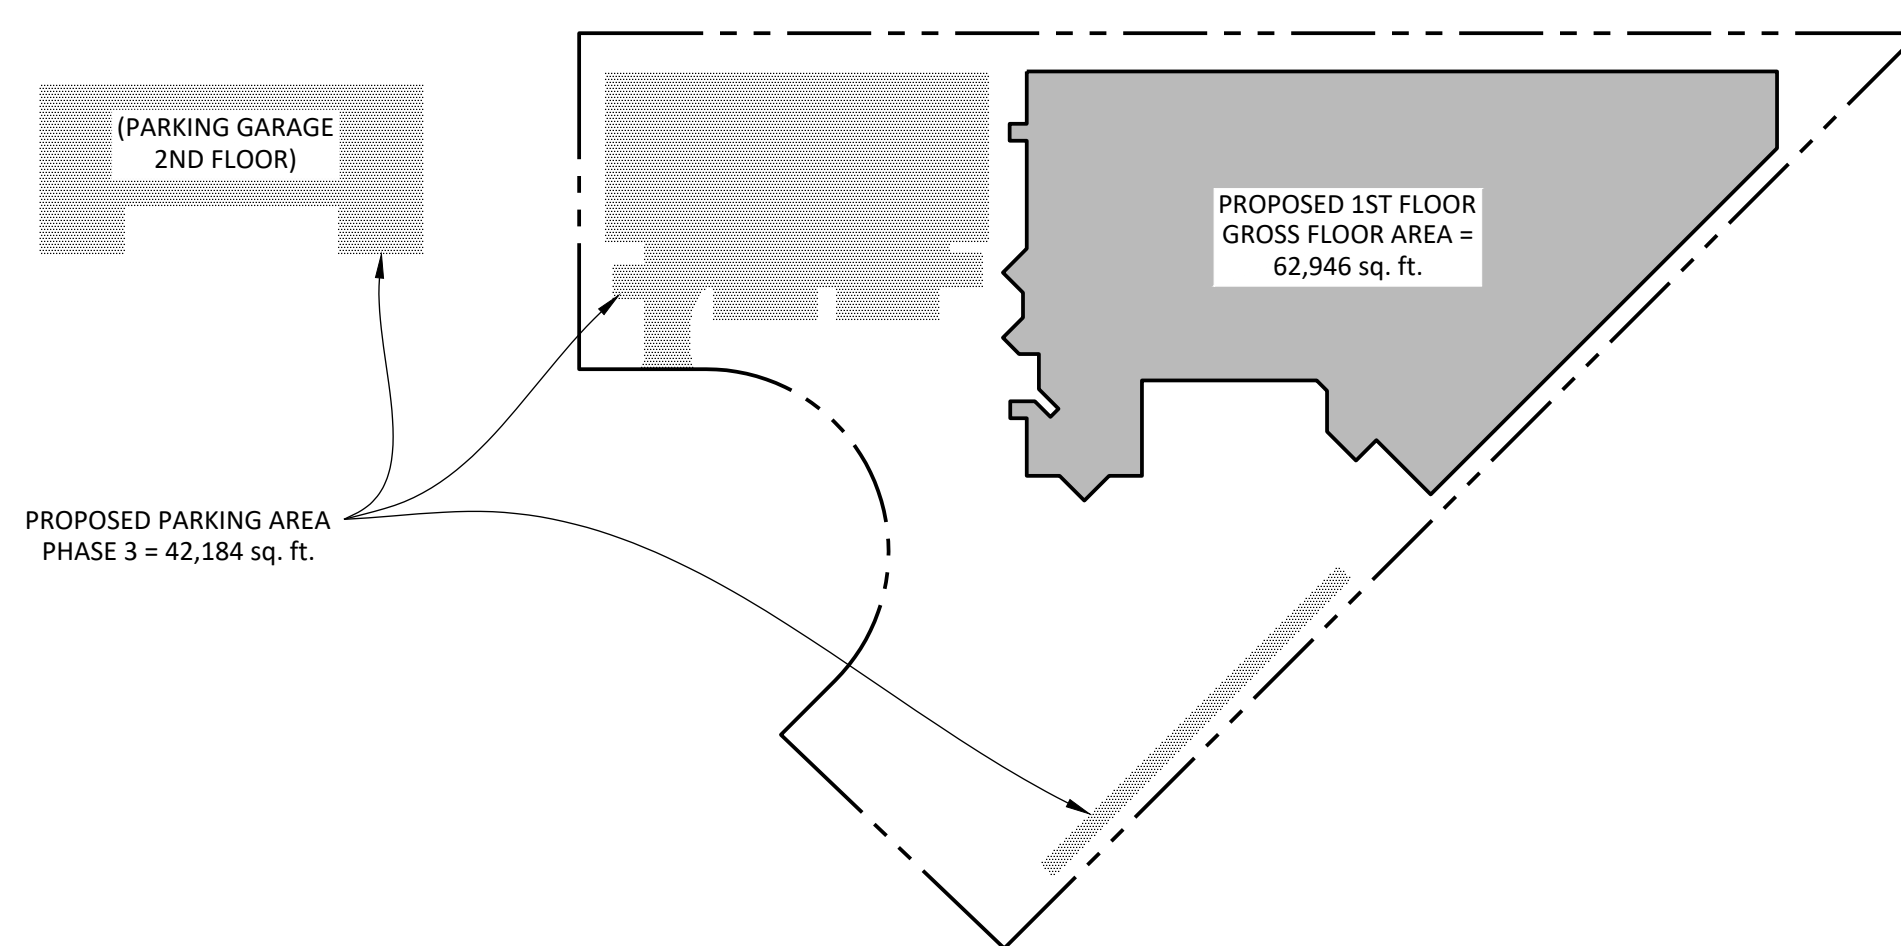 (PARKING GARAGE
2ND FLOOR)
PROPOSED 1ST FLOOR
GROSS FLOOR AREA =
62,946 sq. ft.
PROPOSED PARKING AREA
PHASE 3 = 42,184 sq. ft.